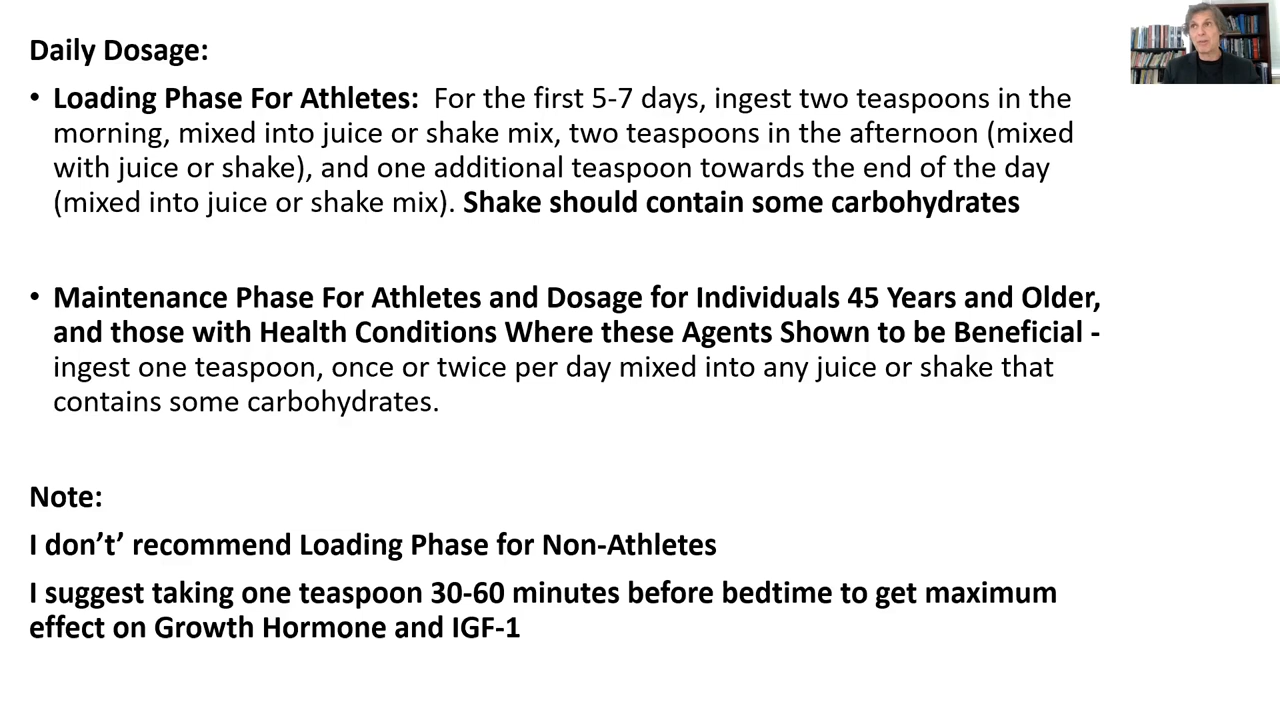 Daily Dosage:
• Loading Phase For Athletes: For the first 5-7 days, ingest two teaspoons in the
morning, mixed into juice or shake mix, two teaspoons in the afternoon (mixed
with juice or shake), and one additional teaspoon towards the end of the day
(mixed into juice or shake mix). Shake should contain some carbohydrates
• Maintenance Phase For Athletes and Dosage for Individuals 45 Years and Older,
and those with Health Conditions Where these Agents Shown to be Beneficial -
ingest one teaspoon, once or twice per day mixed into any juice or shake that
contains some carbohydrates.
Note:
I don’t’ recommend Loading Phase for Non-Athletes
I suggest taking one teaspoon 30-60 minutes before bedtime to get maximum
effect on Growth Hormone and IGF-1